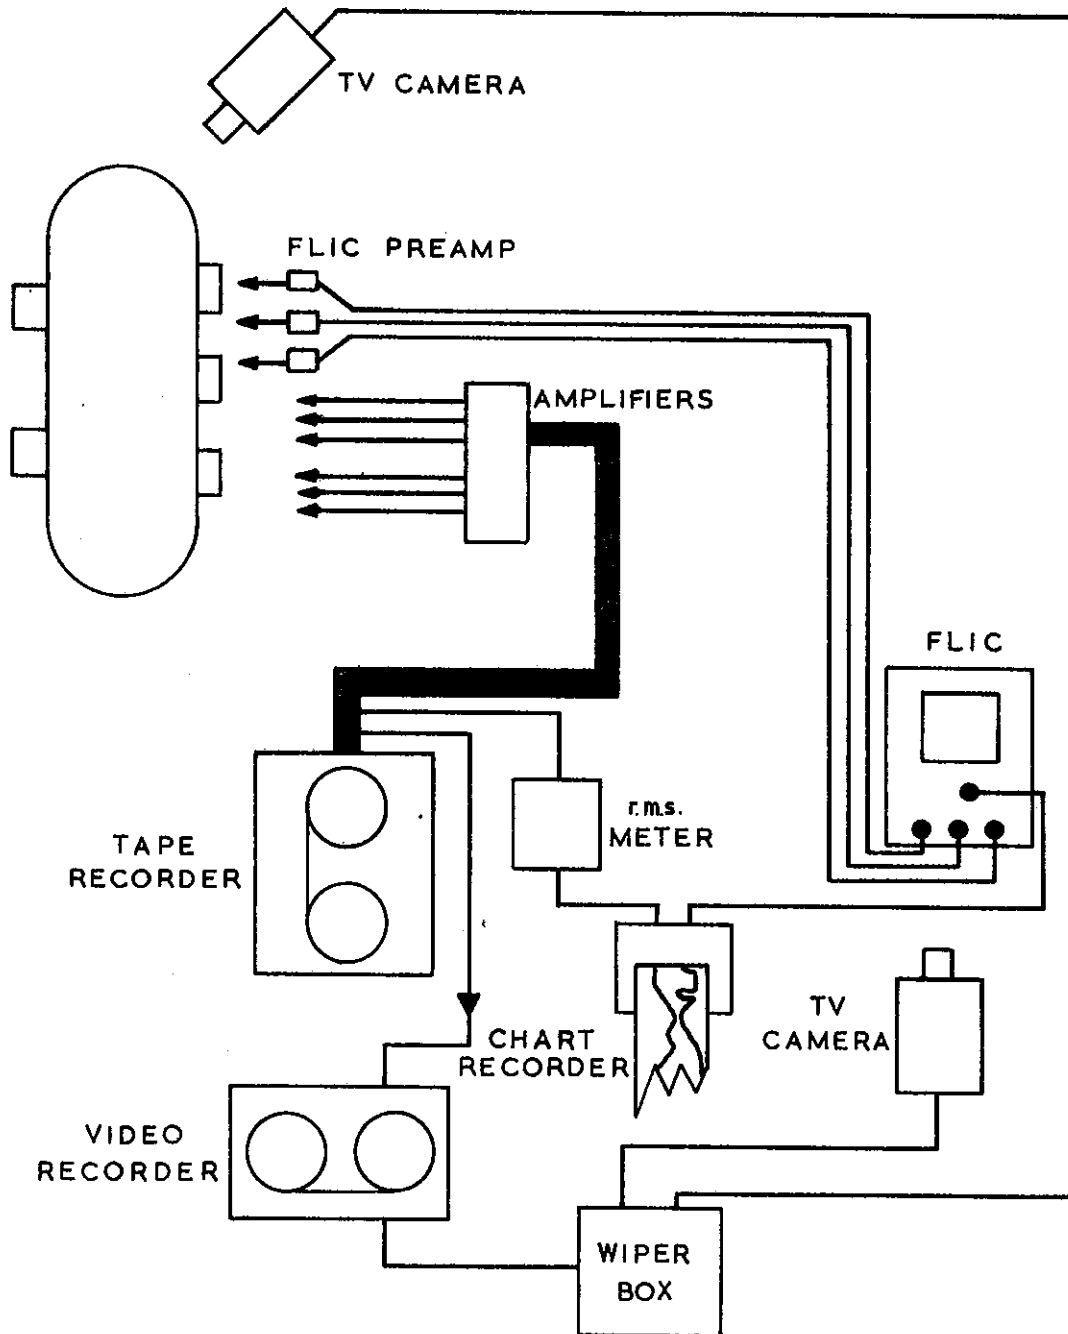 TV CAMERA
FLIC PREAMP
AMPLIFIERS
FLIC
r.m.s.
METER
TAPE
RECORDER
TV
CAMERA
CHART
RECORDER
VIDEO
RECORDER
WIPER
BOX